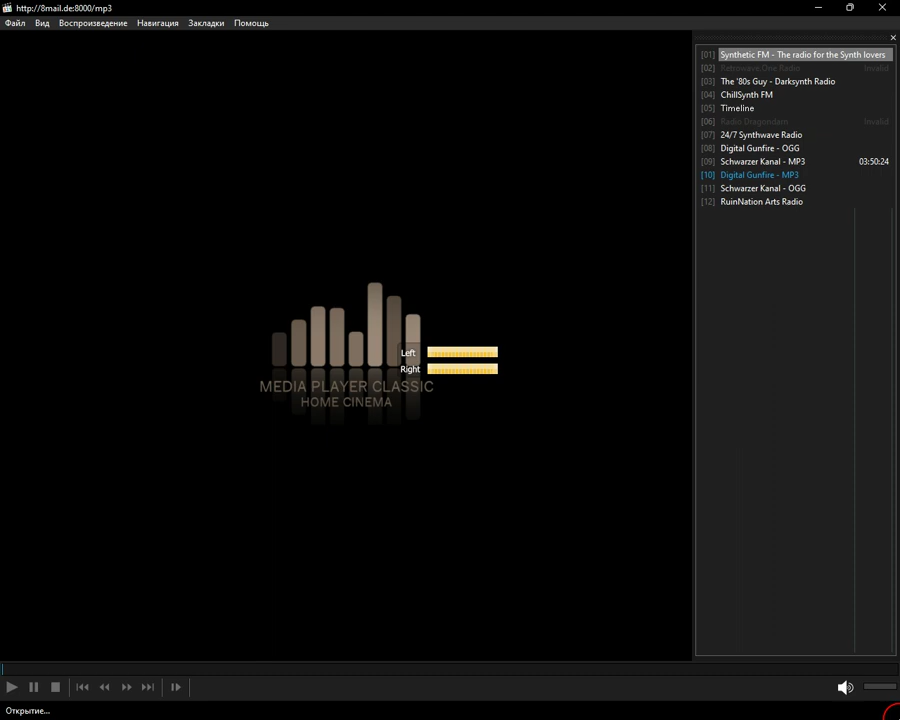 http://8mail.de:8000/mp3
Файл Вид Воспроизведение Навигация Закладки Помощь
[01] Synthetic FM - The radio for the Synth lovers
[02] Retrowave One Radio Invalid
[03] The '80s Guy - Darksynth Radio
[04] ChillSynth FM
[05] Timeline
[06] Radio Dragondarn Invalid
[07] 24/7 Synthwave Radio
[08] Digital Gunfire - OGG
[09] Schwarzer Kanal - MP3 03:50:24
[10] Digital Gunfire - MP3
[11] Schwarzer Kanal - OGG
[12] RuinNation Arts Radio
Left
Right
MEDIA PLAYER CLASSIC
HOME CINEMA
Открытие...